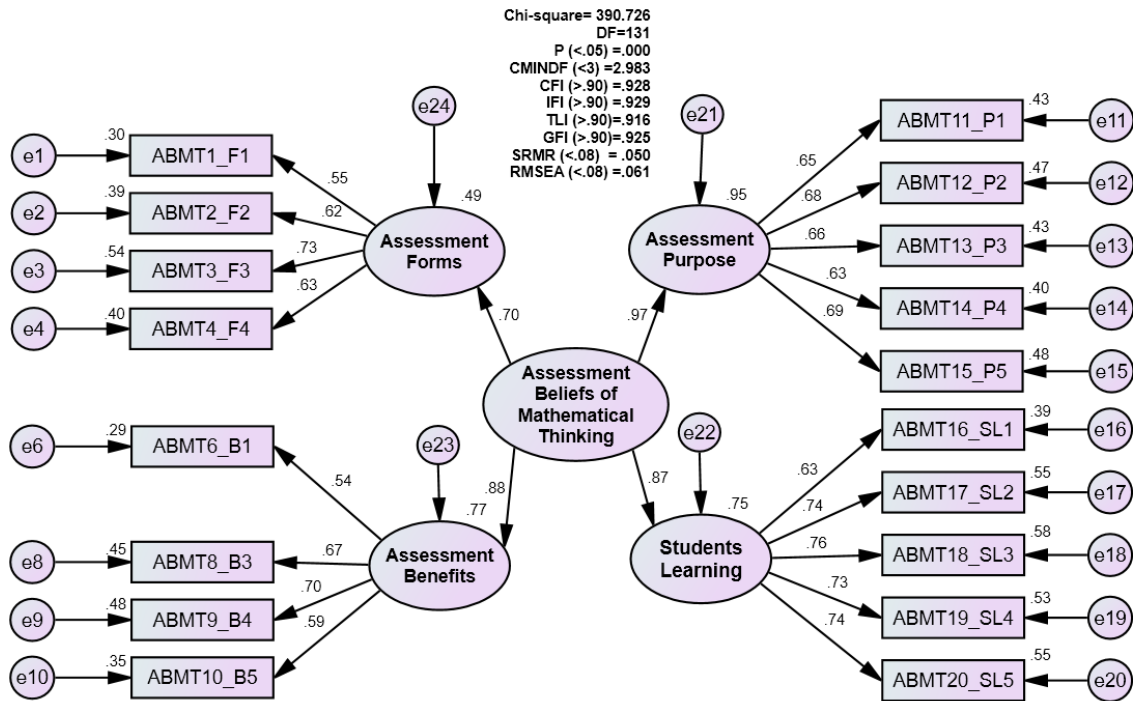 Chi-square= 390.726
DF=131
P (<.05) =.000
CMINDF (<3) =2.983
CFI (>.90) =.928
IFI (>.90) =.929
TLI (>.90)=.916
GFI (>.90)=.925
SRMR (<.08) = .050
RMSEA (<.08) =.061
e24
.49
Assessment
Forms
e1
.30
ABMT1_F1
.55
e2
.39
ABMT2_F2
.62
e3
.54
ABMT3_F3
.73
e4
.40
ABMT4_F4
.63
e21
.95
Assessment
Purpose
.65
ABMT11_P1
.43
e11
.68
ABMT12_P2
.47
e12
.66
ABMT13_P3
.43
e13
.63
ABMT14_P4
.40
e14
.69
ABMT15_P5
.48
e15
.70
.97
Assessment
Beliefs of
Mathematical
Thinking
.88
.87
e23
.77
Assessment
Benefits
e6
.29
ABMT6_B1
.54
e8
.45
ABMT8_B3
.67
e9
.48
ABMT9_B4
.70
e10
.35
ABMT10_B5
.59
e22
.75
Students
Learning
.63
ABMT16_SL1
.39
e16
.74
ABMT17_SL2
.55
e17
.76
ABMT18_SL3
.58
e18
.73
ABMT19_SL4
.53
e19
.74
ABMT20_SL5
.55
e20